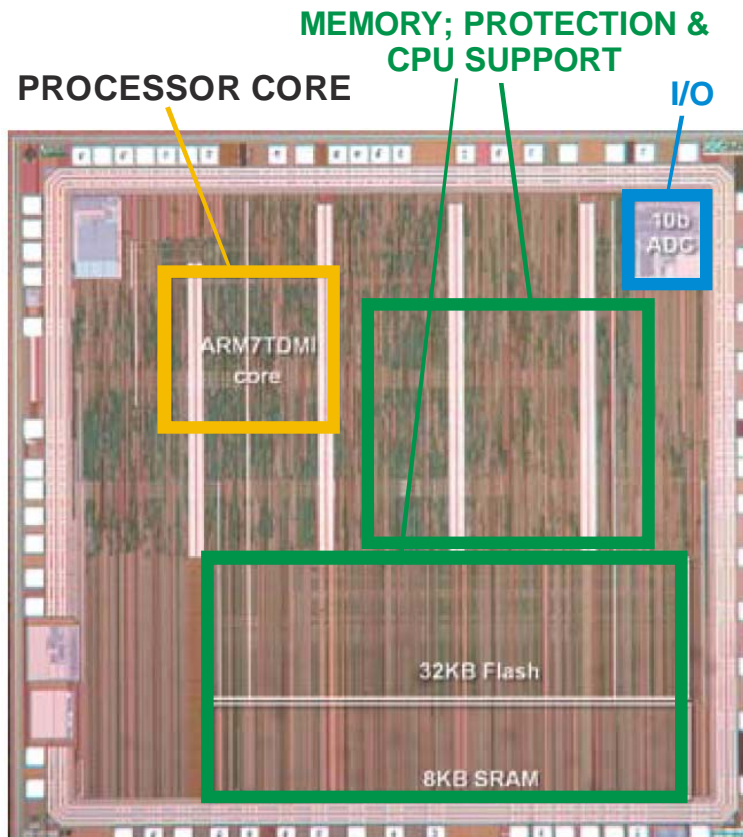 MEMORY; PROTECTION &
CPU SUPPORT
PROCESSOR CORE
I/O
10b
ADC
ARM7TDMI
core
32KB Flash
8KB SRAM